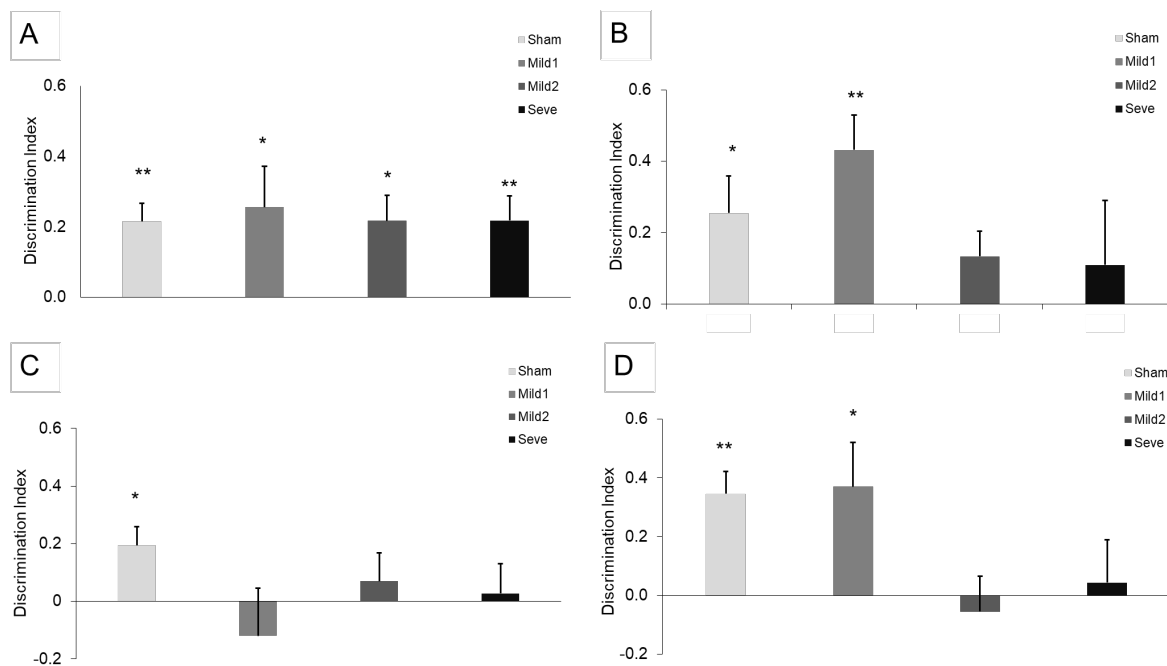 A
Sham
Mild1
Mild2
Seve
Discrimination Index
0.6
0.4
0.2
0.0
**
*
*
**
B
Sham
Mild1
Mild2
Seve
Discrimination Index
0.6
0.4
0.2
0.0
*
**
C
Sham
Mild1
Mild2
Seve
Discrimination Index
0.6
0.4
0.2
0
-0.2
*
D
Sham
Mild1
Mild2
Seve
Discrimination Index
0.6
0.4
0.2
0.0
-0.2
**
*